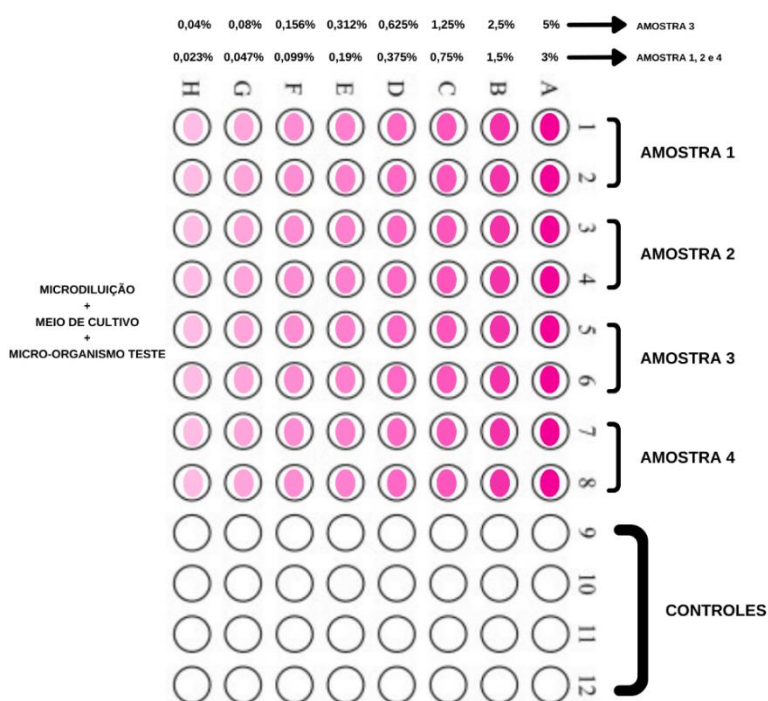 0,04% 0,08% 0,156% 0,312% 0,625% 1,25% 2,5% 5% AMOSTRA 3
0,023% 0,047% 0,099% 0,19% 0,375% 0,75% 1,5% 3% AMOSTRA 1, 2 e 4
H G F E D C B A
1
AMOSTRA 1
2
3
AMOSTRA 2
4
MICRODILUIÇÃO
+
MEIO DE CULTIVO
+
MICRO-ORGANISMO TESTE
5
AMOSTRA 3
6
7
AMOSTRA 4
8
9
10
CONTROLES
11
12